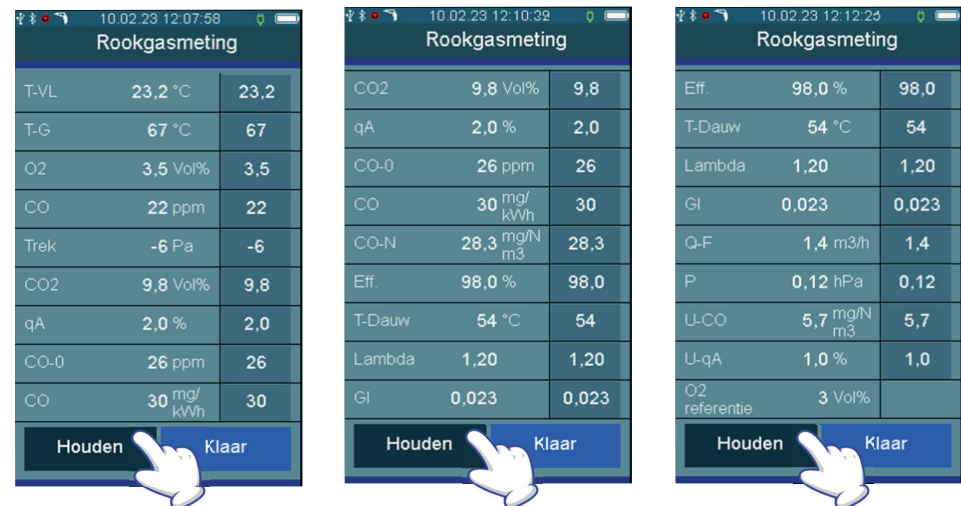 10.02.23 12:07:58
Rookgasmeting
T-VL 23,2 °C 23,2
T-G 67 °C 67
O2 3,5 Vol% 3,5
CO 22 ppm 22
Trek -6 Pa -6
CO2 9,8 Vol% 9,8
qA 2,0 % 2,0
CO-0 26 ppm 26
CO 30 mg/kWh 30
Houden Klaar
10.02.23 12:10:39
Rookgasmeting
CO2 9,8 Vol% 9,8
qA 2,0 % 2,0
CO-0 26 ppm 26
CO 30 mg/kWh 30
CO-N 28,3 mg/Nm3 28,3
Eff. 98,0 % 98,0
T-Dauw 54 °C 54
Lambda 1,20 1,20
GI 0,023 0,023
Houden Klaar
10.02.23 12:12:26
Rookgasmeting
Eff. 98,0 % 98,0
T-Dauw 54 °C 54
Lambda 1,20 1,20
GI 0,023 0,023
Q-F 1,4 m3/h 1,4
P 0,12 hPa 0,12
U-CO 5,7 mg/Nm3 5,7
U-qA 1,0 % 1,0
O2
referentie 3 Vol%
Houden Klaar